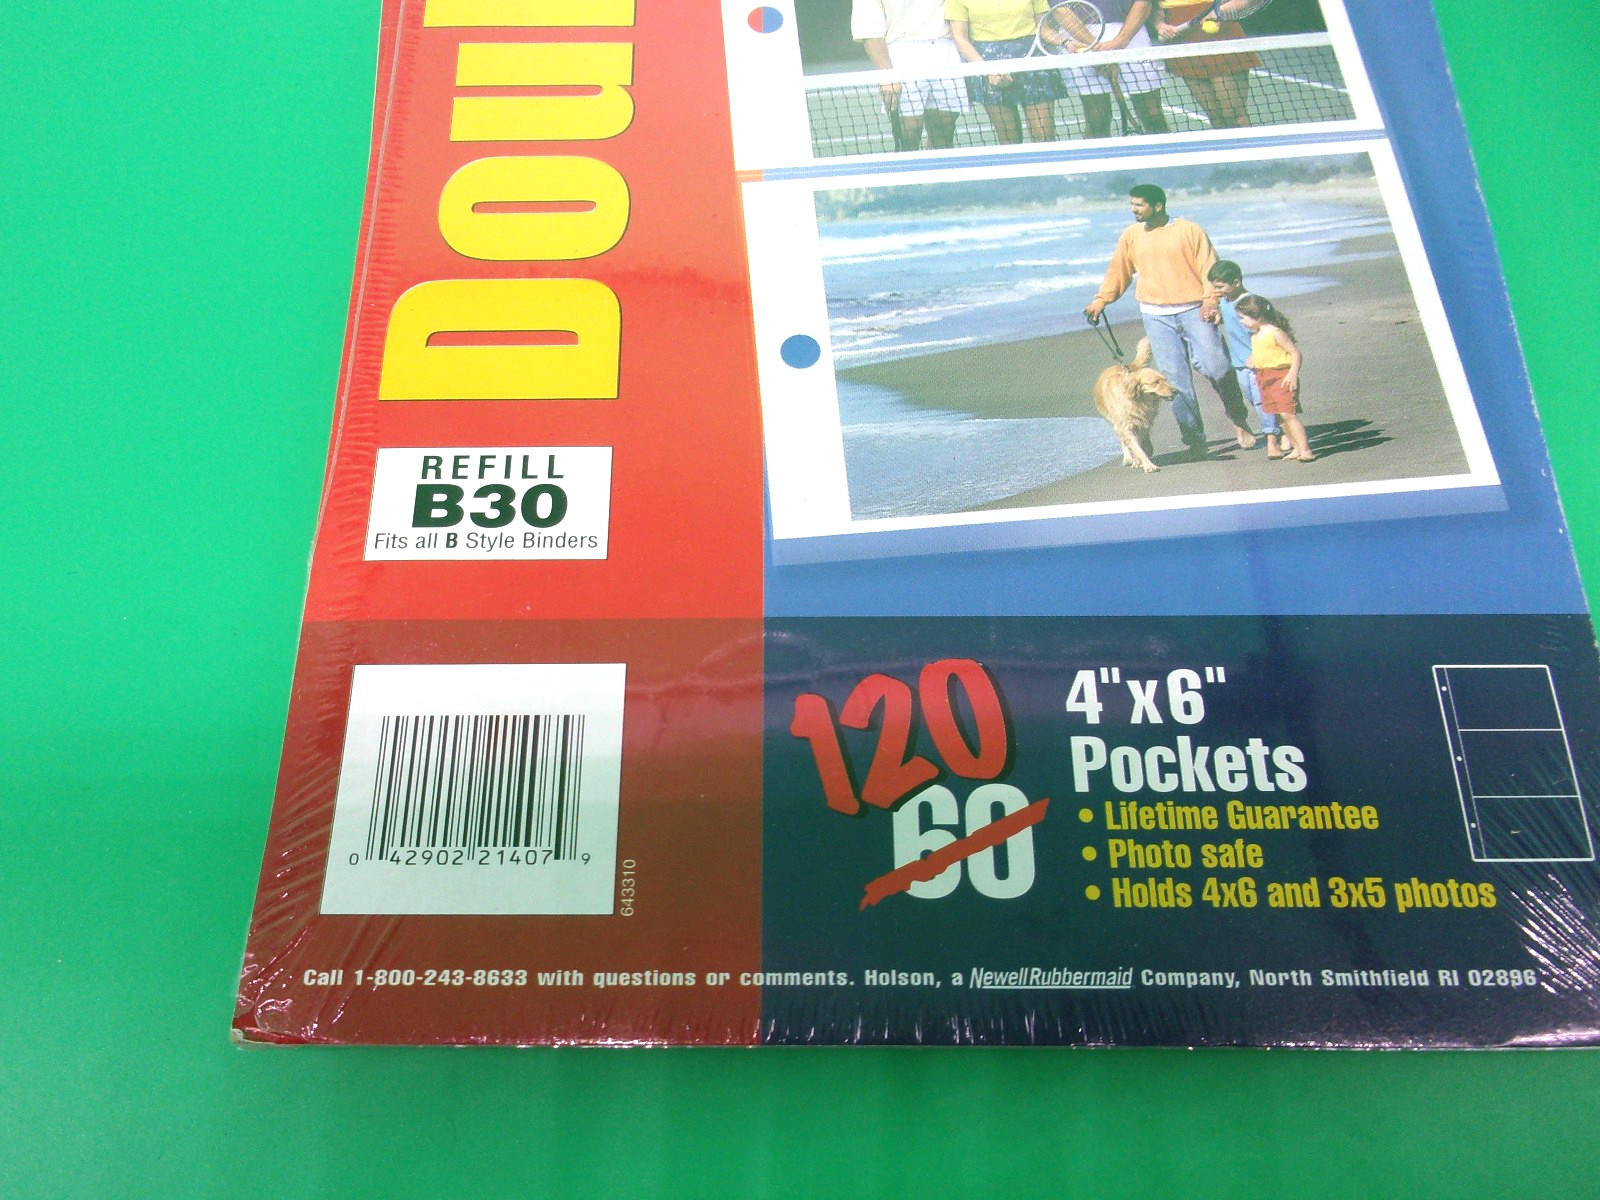 Dou
REFILL
B30
Fits all B Style Binders
0 42902 21407 9
643310
120
60
4"x6"
Pockets
• Lifetime Guarantee
• Photo safe
• Holds 4x6 and 3x5 photos
Call 1-800-243-8633 with questions or comments. Holson, a NewellRubbermaid Company, North Smithfield RI 02896